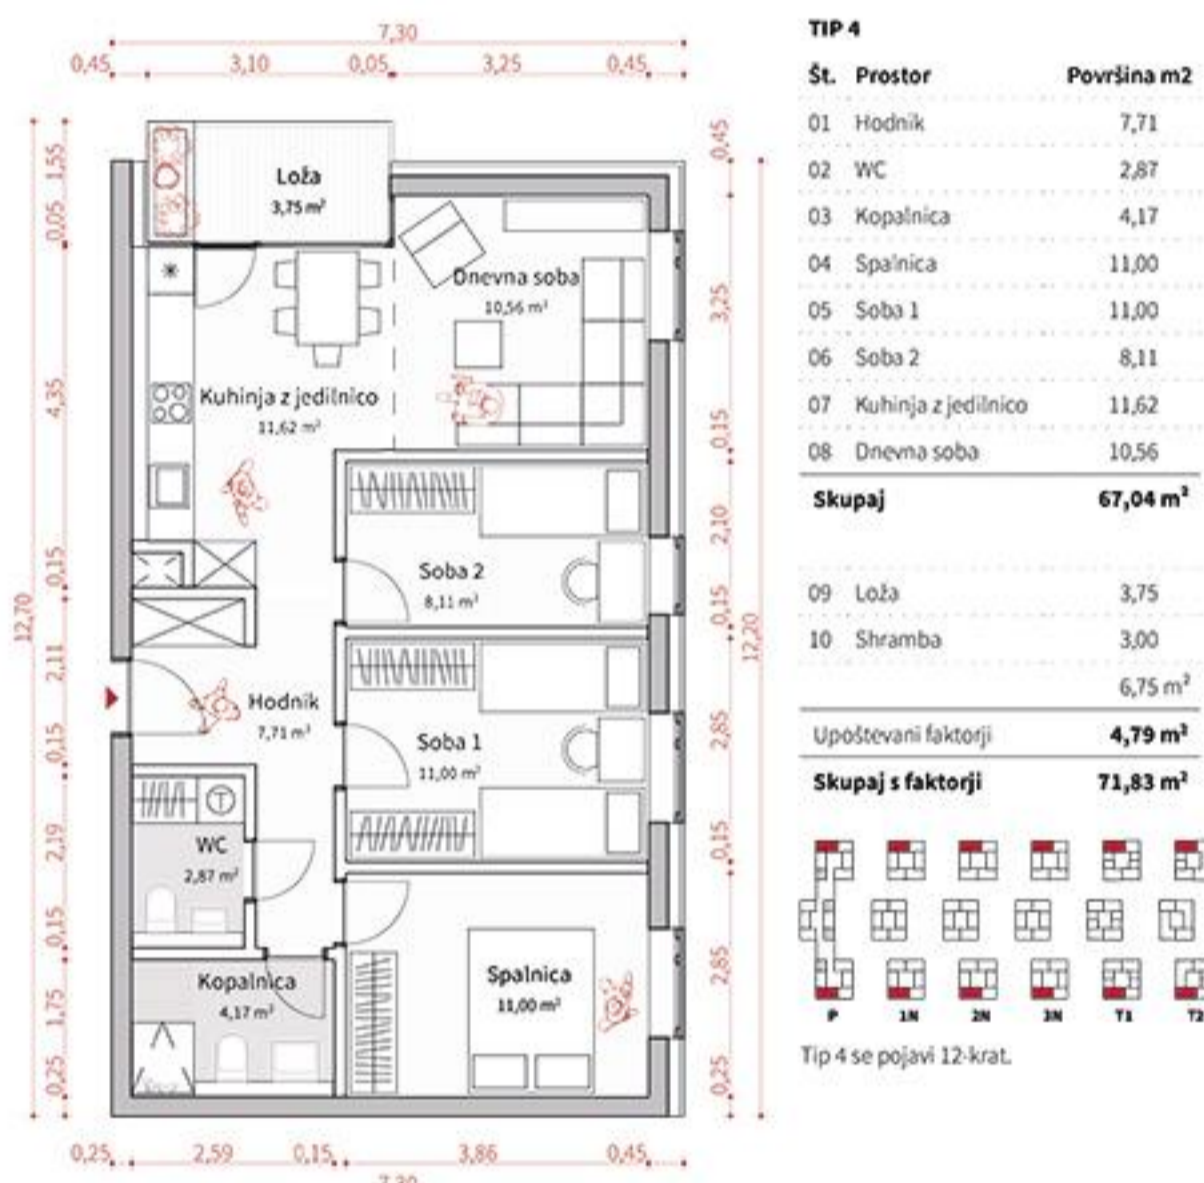 7,30
0,45 3,10 0,05 3,25 0,45
12,70
1,55
0,05
4,35
0,15
2,11
0,15
2,19
0,15
1,75
0,25
Loža
3,75 m²
Dnevna soba
10,56 m²
Kuhinja z jedilnico
11,62 m²
Soba 2
8,11 m²
Hodnik
7,71 m²
Soba 1
11,00 m²
T
WC
2,87 m²
Kopalnica
4,17 m²
Spalnica
11,00 m²
0,45
3,25
0,15
2,10
0,15
2,85
0,15
2,85
0,25
12,20
0,25 2,59 0,15 3,86 0,45
7,30
TIP 4
Št. Prostor Površina m2
01 Hodnik 7,71
02 WC 2,87
03 Kopalnica 4,17
04 Spalnica 11,00
05 Soba 1 11,00
06 Soba 2 8,11
07 Kuhinja z jedilnico 11,62
08 Dnevna soba 10,56
Skupaj 67,04 m²
09 Loža 3,75
10 Shramba 3,00
6,75 m²
Upoštevani faktorji 4,79 m²
Skupaj s faktorji 71,83 m²
P 1N 2N 3N T1 T2
Tip 4 se pojavi 12-krat.